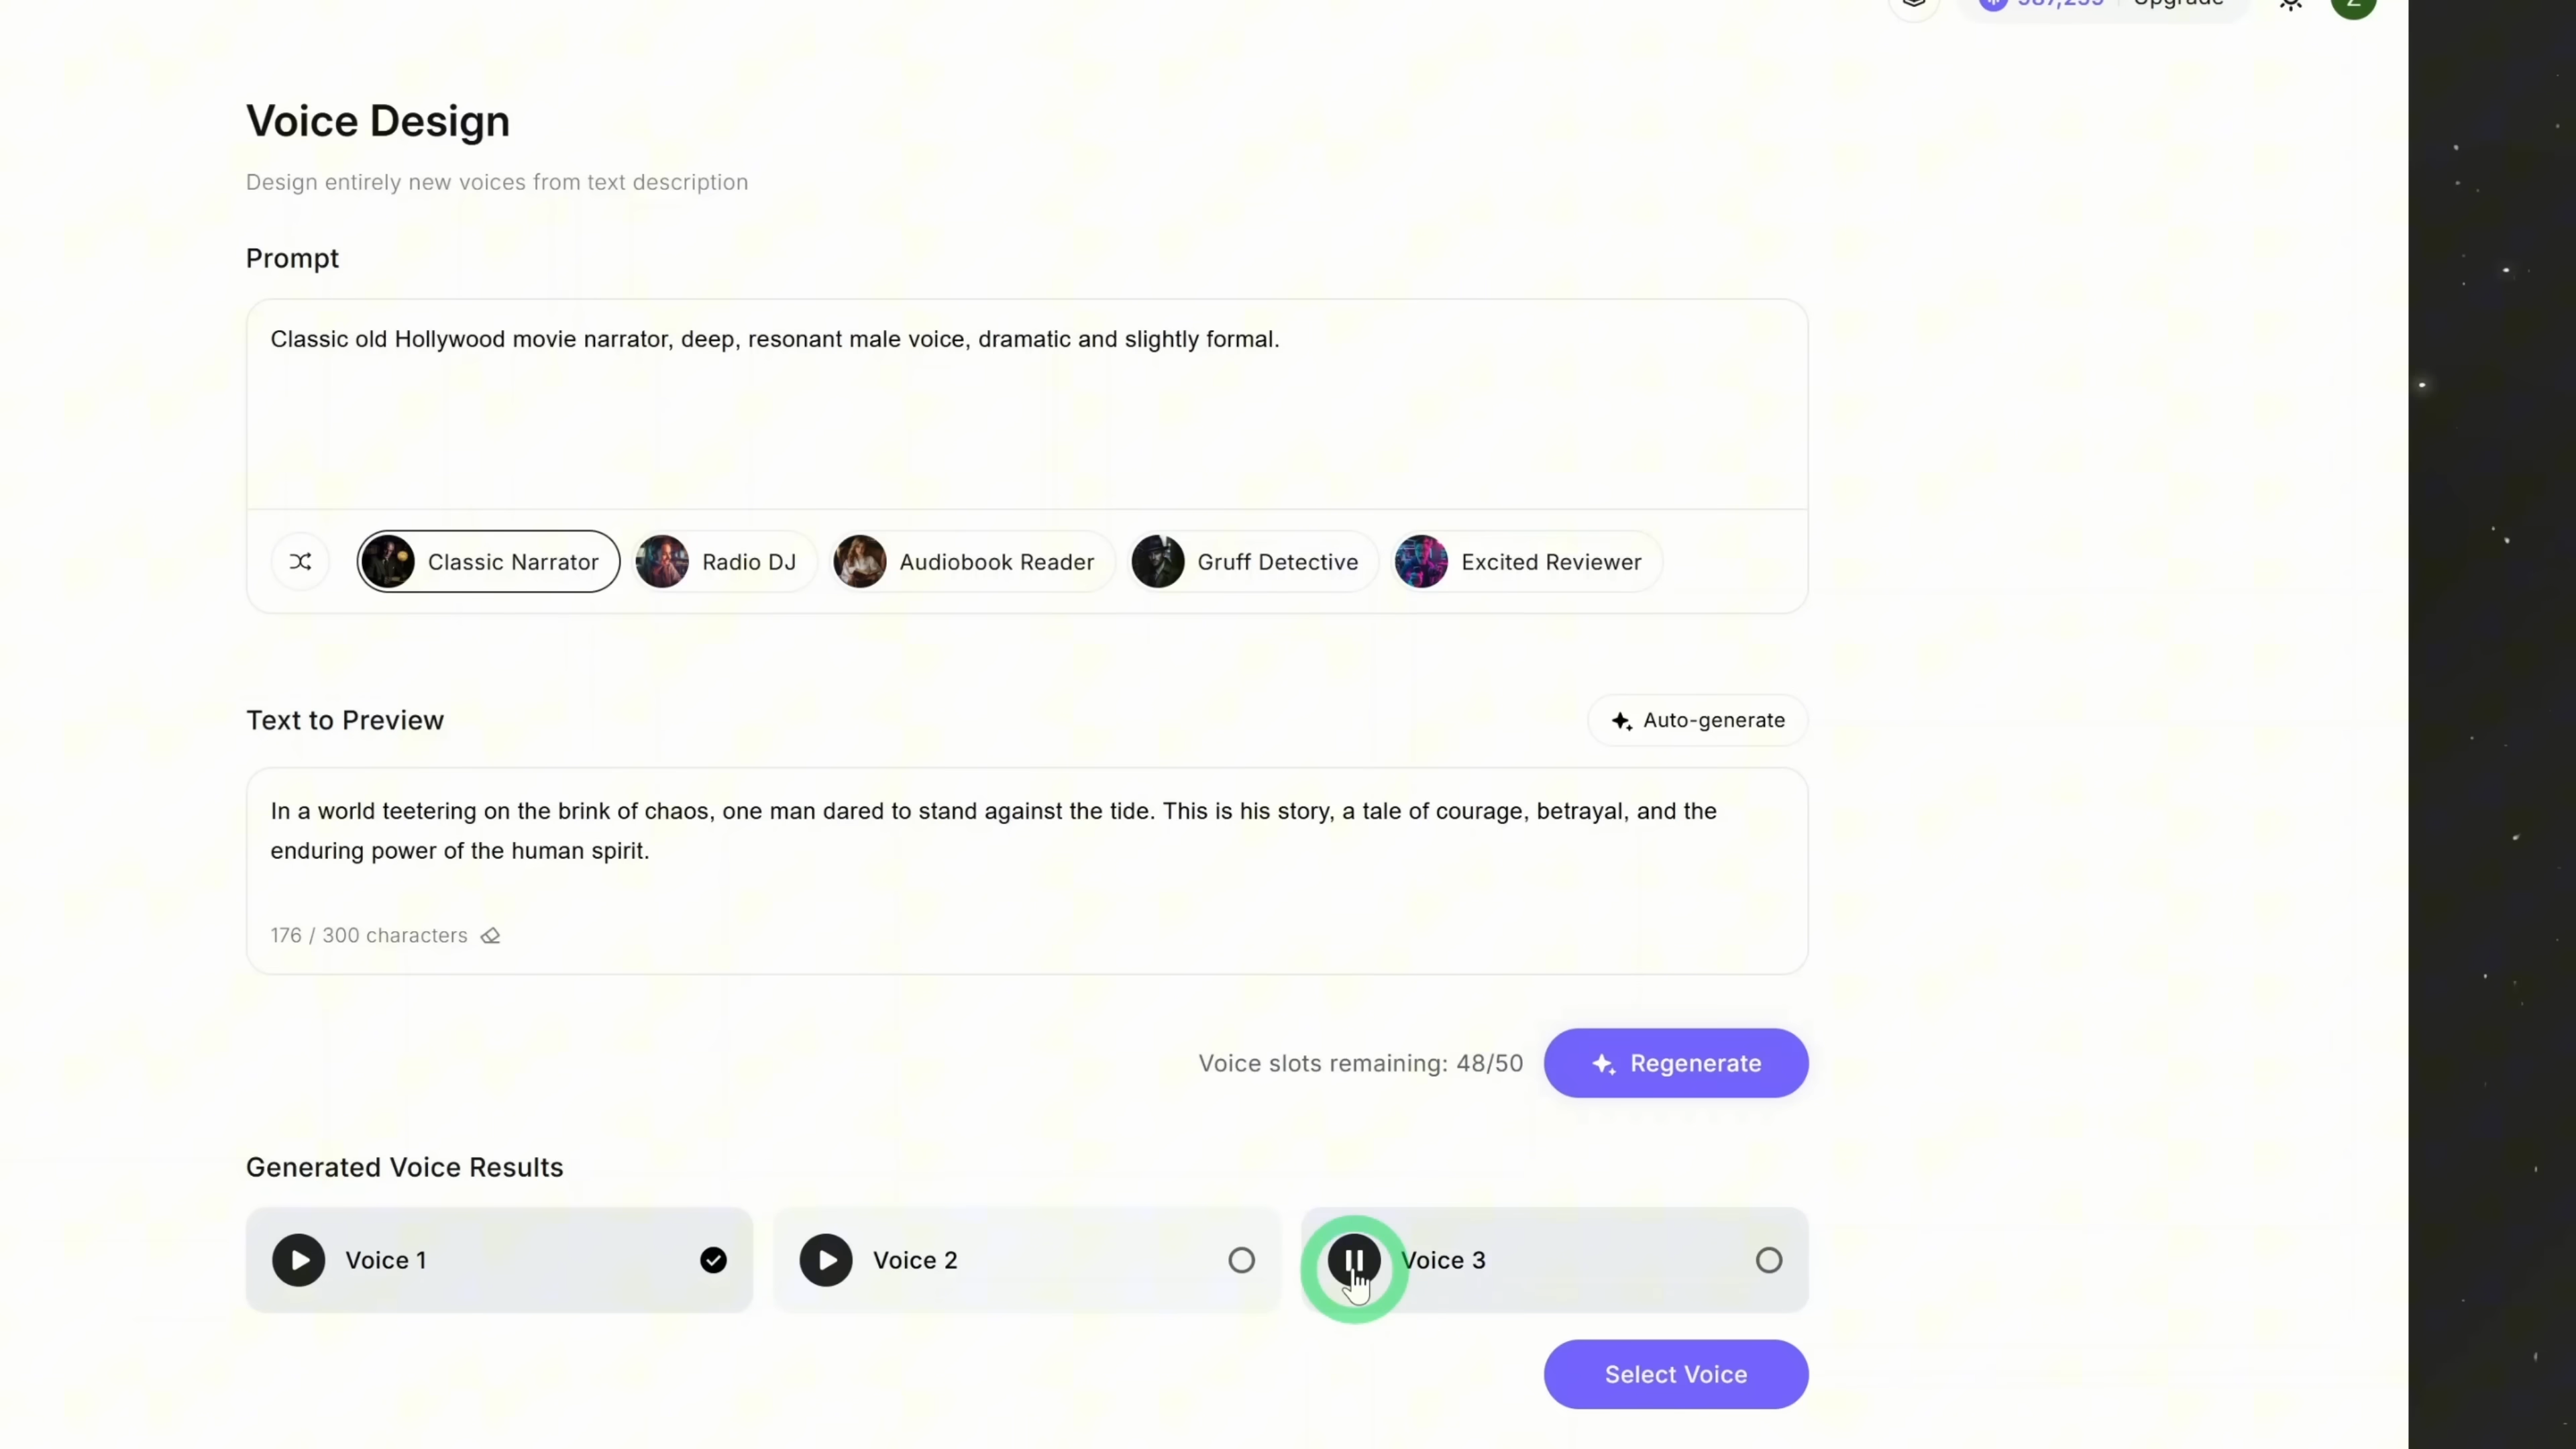 Upgrade
Voice Design
Design entirely new voices from text description
Prompt
Classic old Hollywood movie narrator, deep, resonant male voice, dramatic and slightly formal.
Classic Narrator
Radio DJ
Audiobook Reader
Gruff Detective
Excited Reviewer
Text to Preview
Auto-generate
In a world teetering on the brink of chaos, one man dared to stand against the tide. This is his story, a tale of courage, betrayal, and the
enduring power of the human spirit.
176 / 300 characters
Voice slots remaining: 48/50
Regenerate
Generated Voice Results
Voice 1
Voice 2
Voice 3
Select Voice